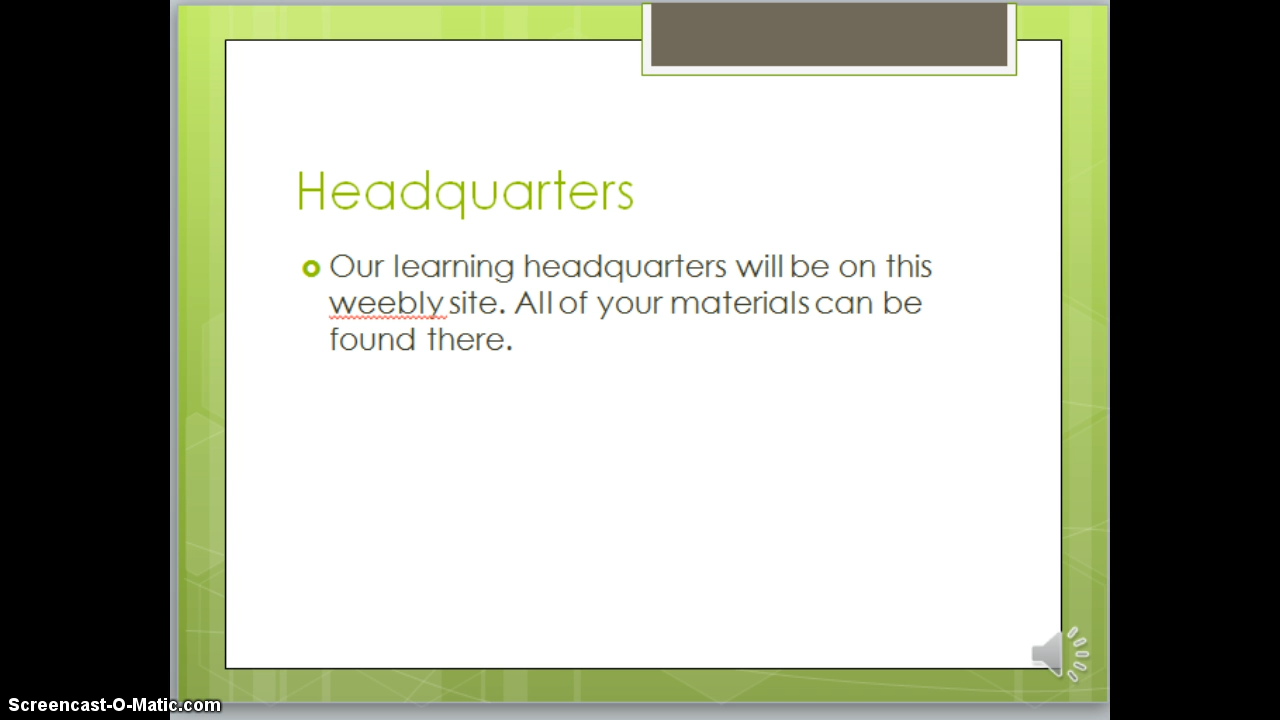 Headquarters
Our learning headquarters will be on this
weebly site. All of your materials can be
found there.
Screencast-O-Matic.com